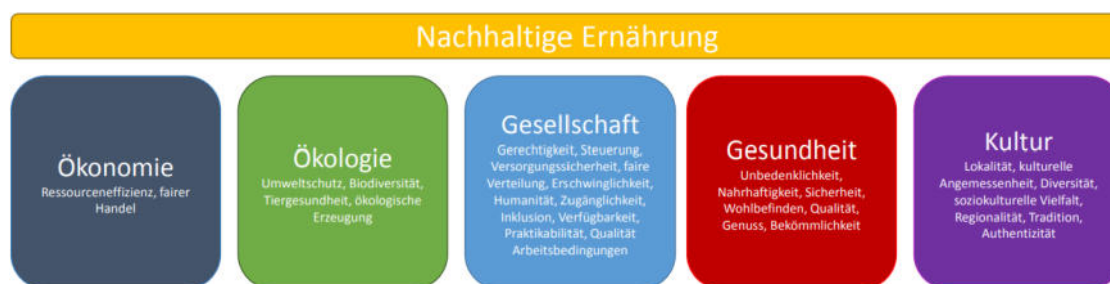 Nachhaltige Ernährung
Ökonomie
Ressourceneffizienz, fairer
Handel
Ökologie
Umweltschutz, Biodiversität,
Tiergesundheit, ökologische
Erzeugung
Gesellschaft
Gerechtigkeit, Steuerung,
Versorgungssicherheit, faire
Verteilung, Erschwinglichkeit,
Humanität, Zugänglichkeit,
Inklusion, Verfügbarkeit,
Praktikabilität, Qualität
Arbeitsbedingungen
Gesundheit
Unbedenklichkeit,
Nahrhaftigkeit, Sicherheit,
Wohlbefinden, Qualität,
Genuss, Bekömmlichkeit
Kultur
Lokalität, kulturelle
Angemessenheit, Diversität,
soziokulturelle Vielfalt,
Regionalität, Tradition,
Authentizität